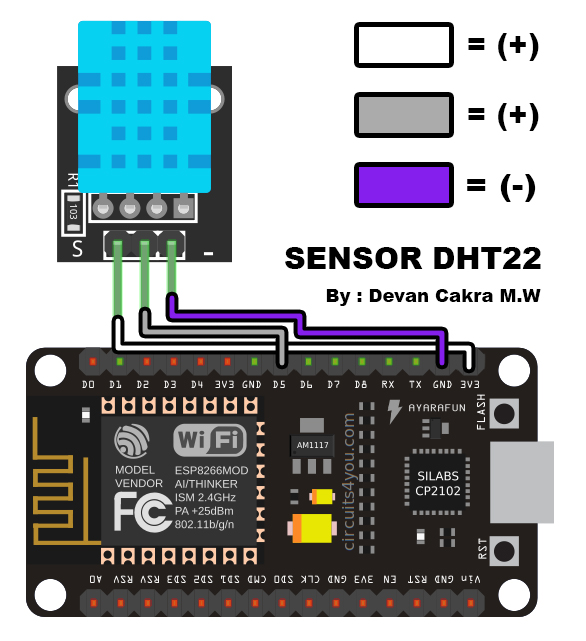 = (+)
= (+)
= (-)
R1
103
S
-
SENSOR DHT22
By : Devan Cakra M.W
D0 D1 D2 D3 D4 3V3 GND D5 D6 D7 D8 RX TX GND 3V3
AYARAFUN
FLASH
WiFi
MODEL
VENDOR
ESP8266MOD
AI/THINKER
ISM 2.4GHz
PA +25dBm
802.11b/g/n
FC
AM1117
circuits4you.com
SILABS
CP2102
RST
A0 RSV RSV SD3 SD2 SD1 CMD SD0 CLK GND 3V3 EN RST GND Vin